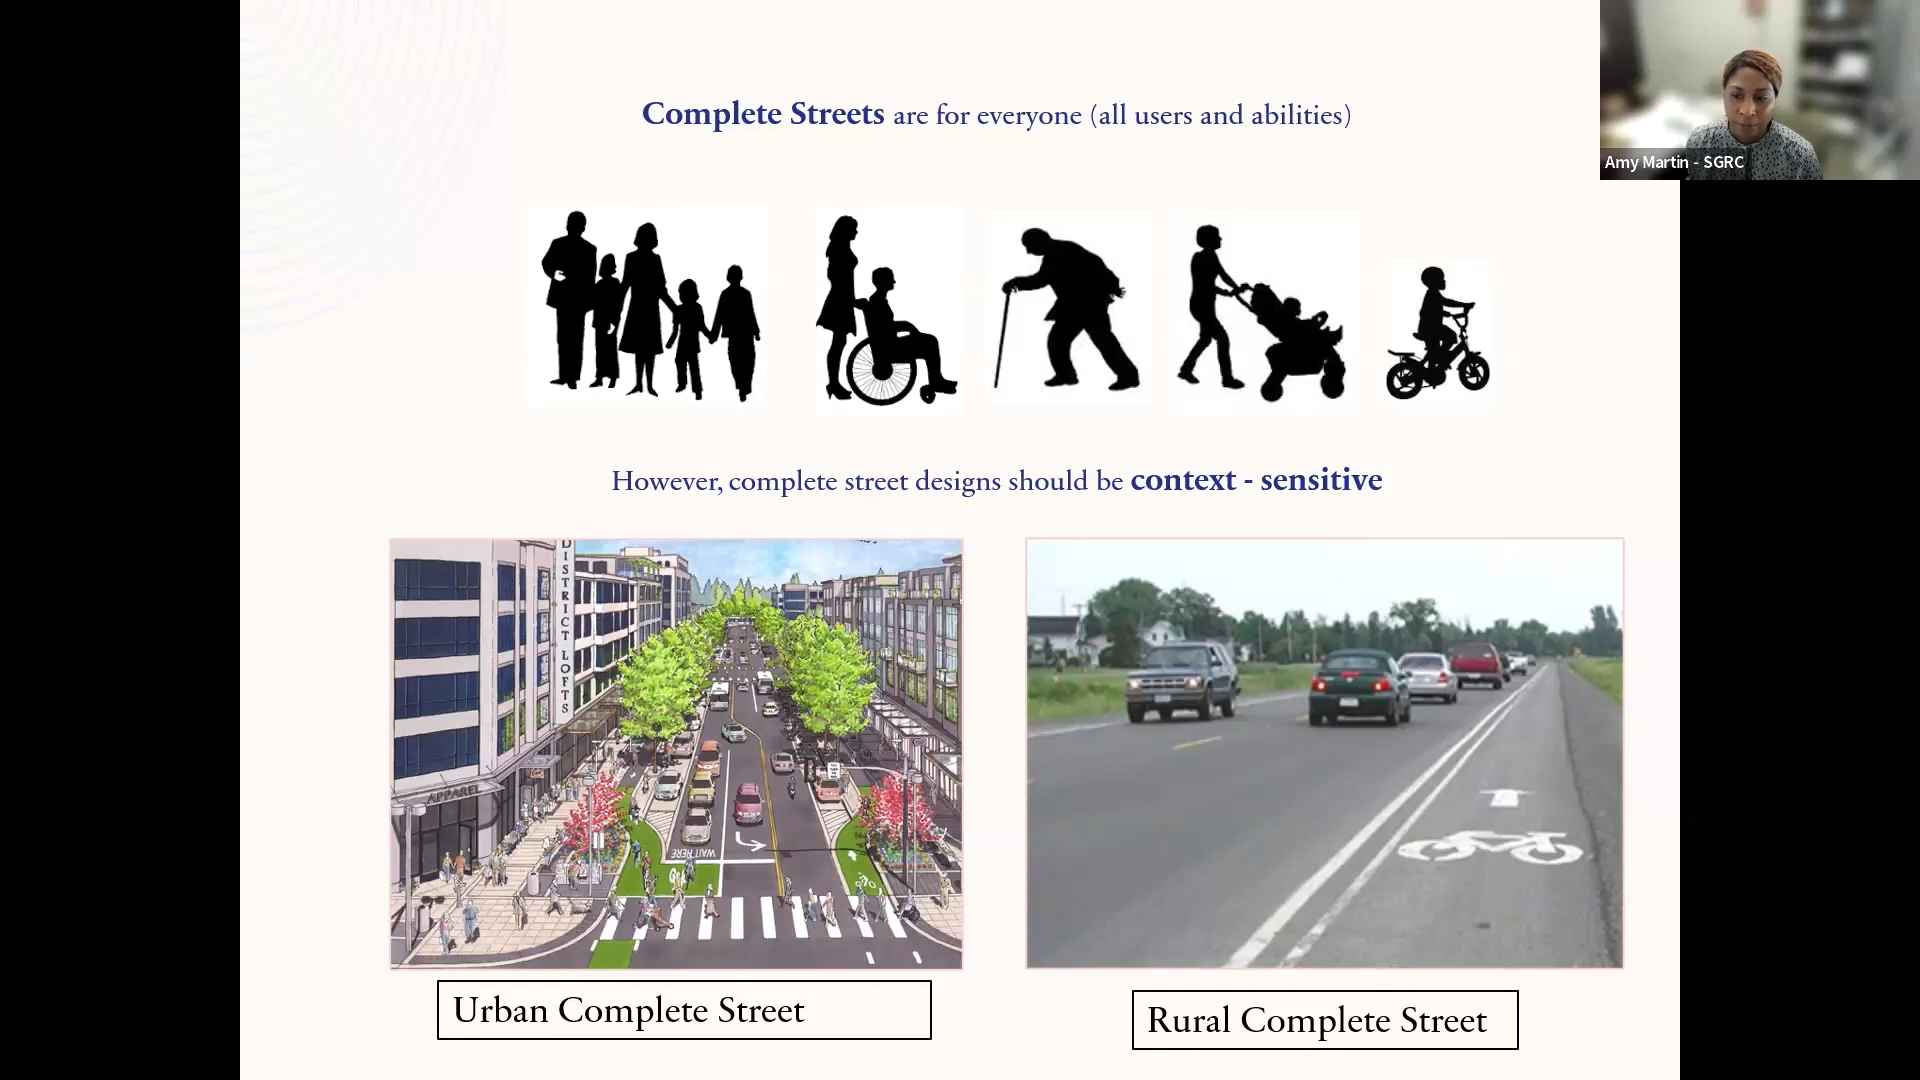 Complete Streets are for everyone (all users and abilities)
Amy Martin - SGRC
However, complete street designs should be context - sensitive
DISTRICT LOFTS
APPAREL
WAIT HERE
Urban Complete Street
Rural Complete Street